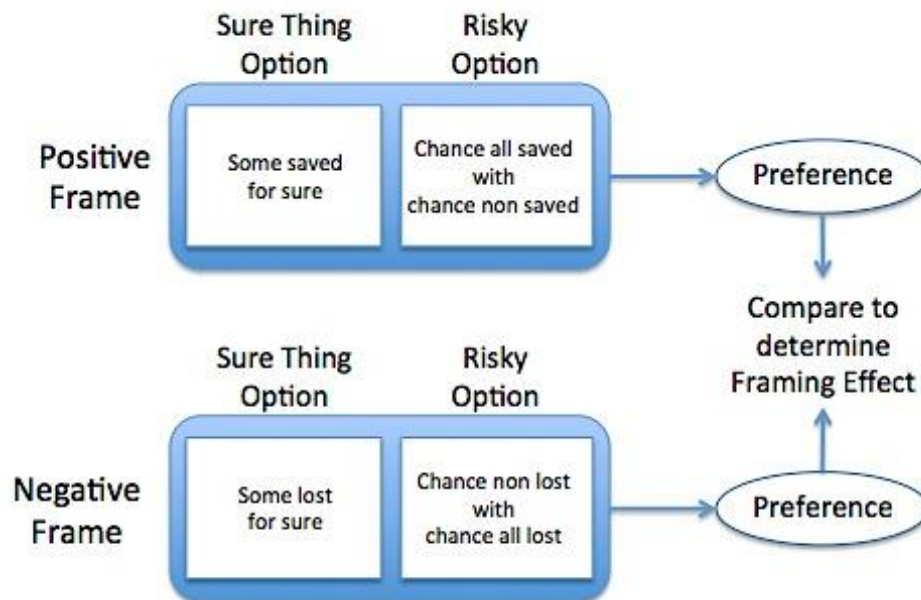 Sure Thing
Option
Risky
Option
Positive
Frame
Some saved
for sure
Chance all saved
with
chance non saved
Preference
Compare to
determine
Framing Effect
Sure Thing
Option
Risky
Option
Negative
Frame
Some lost
for sure
Chance non lost
with
chance all lost
Preference